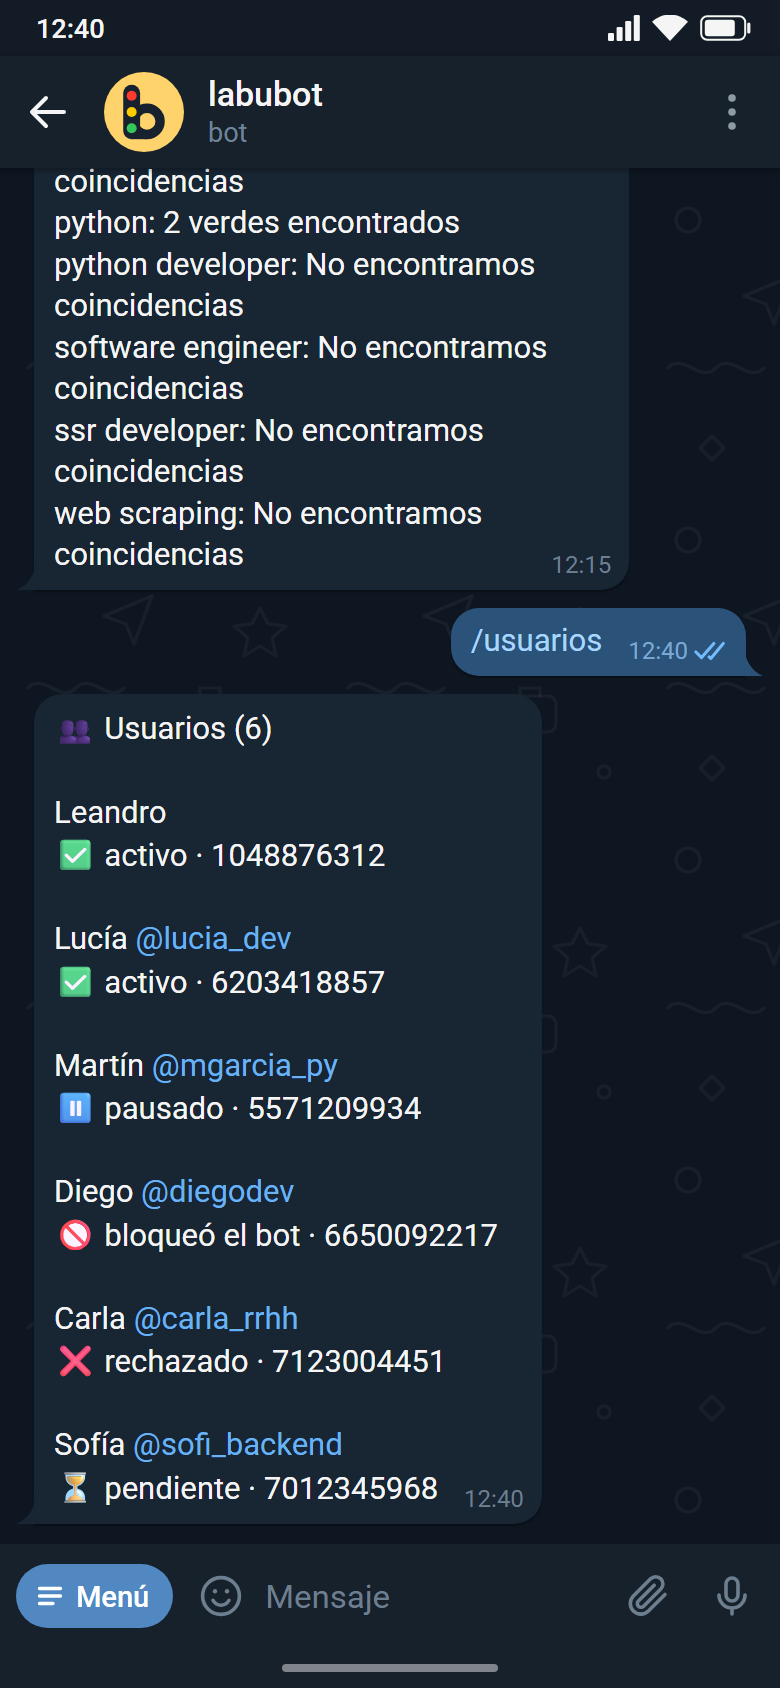 12:40
labubot
bot
coincidencias
python: 2 verdes encontrados
python developer: No encontramos
coincidencias
software engineer: No encontramos
coincidencias
ssr developer: No encontramos
coincidencias
web scraping: No encontramos
coincidencias
12:15
/usuarios 12:40
👥 Usuarios (6)
Leandro
✅ activo · 1048876312
Lucía @lucia_dev
✅ activo · 6203418857
Martín @mgarcia_py
⏸️ pausado · 5571209934
Diego @diegodev
🚫 bloqueó el bot · 6650092217
Carla @carla_rrhh
❌ rechazado · 7123004451
Sofía @sofi_backend
⏳ pendiente · 7012345968 12:40
Menú Mensaje